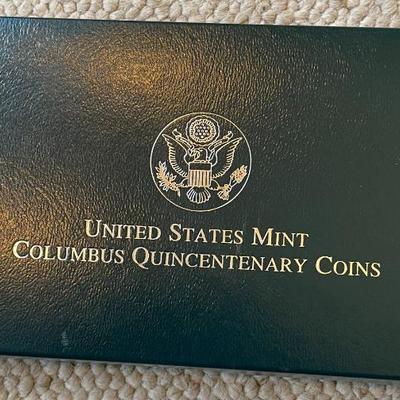 United States Mint
Columbus Quincentenary Coins